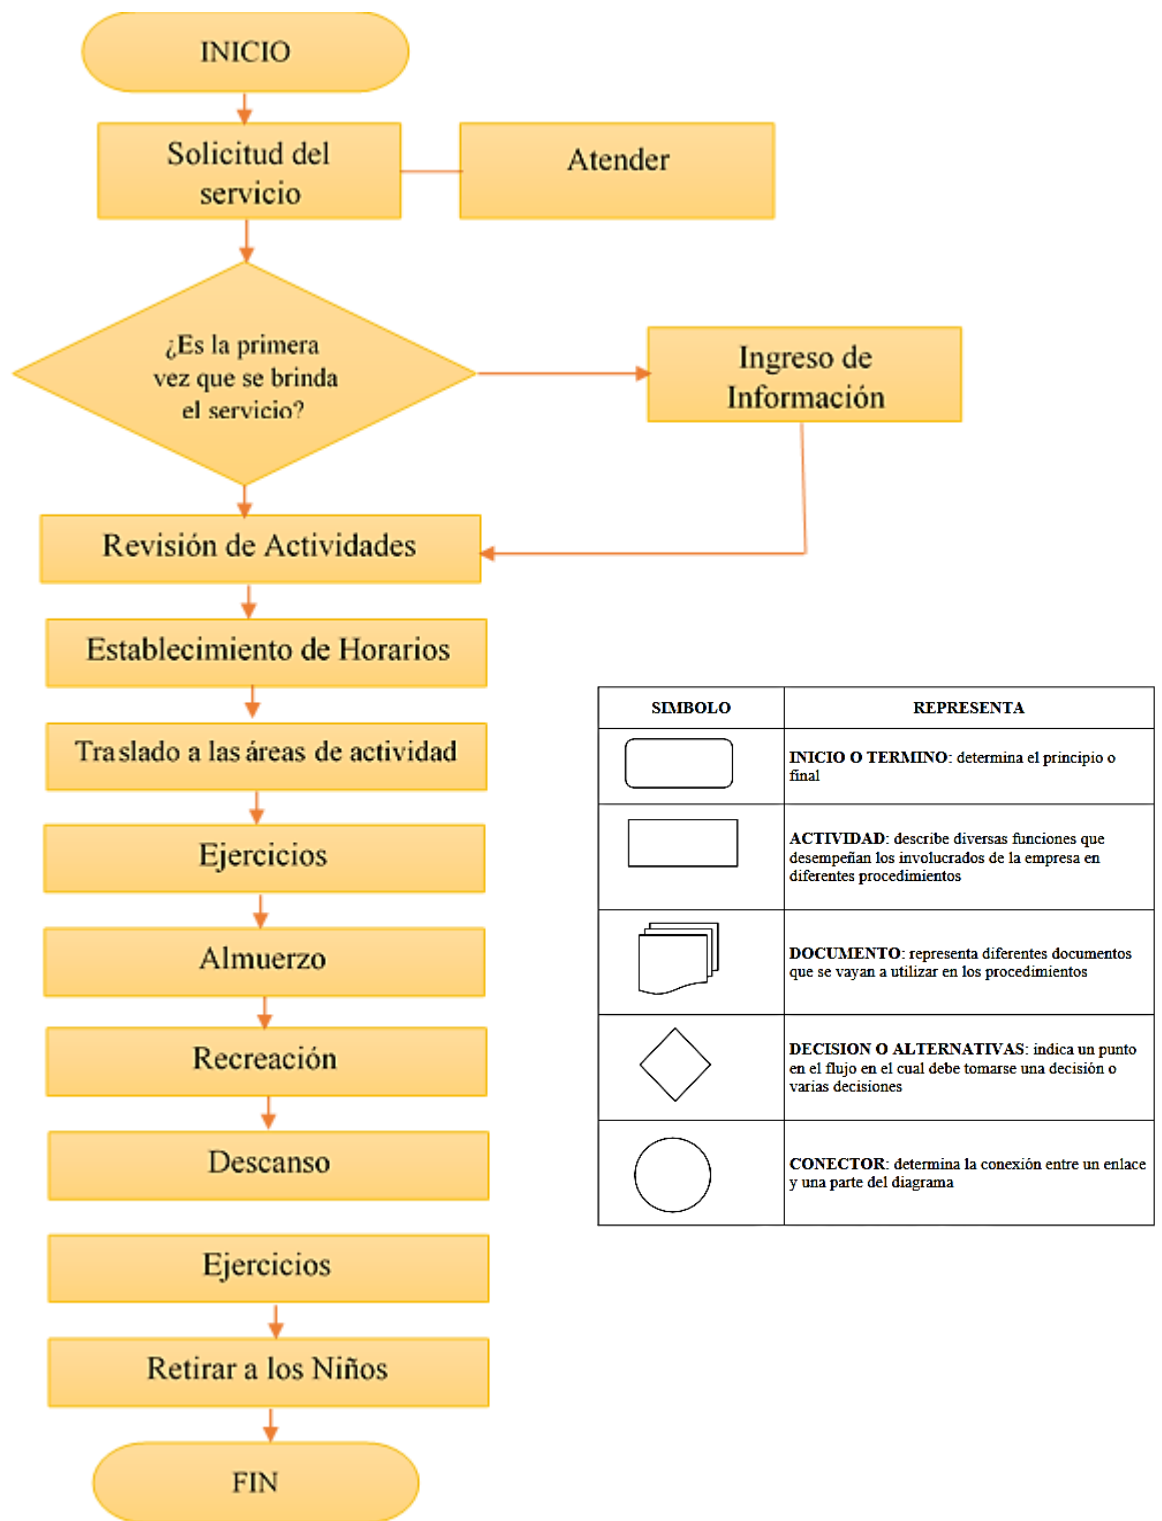 INICIO
Solicitud del
servicio
Atender
¿Es la primera
vez que se brinda
el servicio?
Ingreso de
Información
Revisión de Actividades
Establecimiento de Horarios
Traslado a las áreas de actividad
Ejercicios
Almuerzo
Recreación
Descanso
Ejercicios
Retirar a los Niños
FIN
SIMBOLO REPRESENTA
INICIO O TERMINO: determina el principio o
final
ACTIVIDAD: describe diversas funciones que
desempeñan los involucrados de la empresa en
diferentes procedimientos
DOCUMENTO: representa diferentes documentos
que se vayan a utilizar en los procedimientos
DECISION O ALTERNATIVAS: indica un punto
en el flujo en el cual debe tomarse una decisión o
varias decisiones
CONECTOR: determina la conexión entre un enlace
y una parte del diagrama